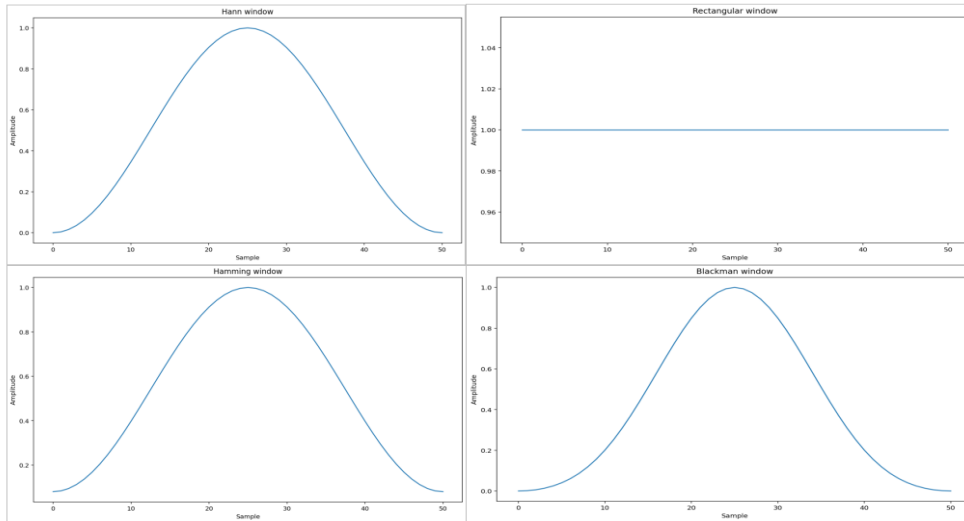 Hann window
1.0
0.8
0.6
0.4
0.2
0.0
Amplitude
0 10 20 30 40 50
Sample
Rectangular window
1.04
1.02
1.00
0.98
0.96
Amplitude
0 10 20 30 40 50
Sample
Hamming window
1.0
0.8
0.6
0.4
0.2
Amplitude
0 10 20 30 40 50
Sample
Blackman window
1.0
0.8
0.6
0.4
0.2
0.0
Amplitude
0 10 20 30 40 50
Sample